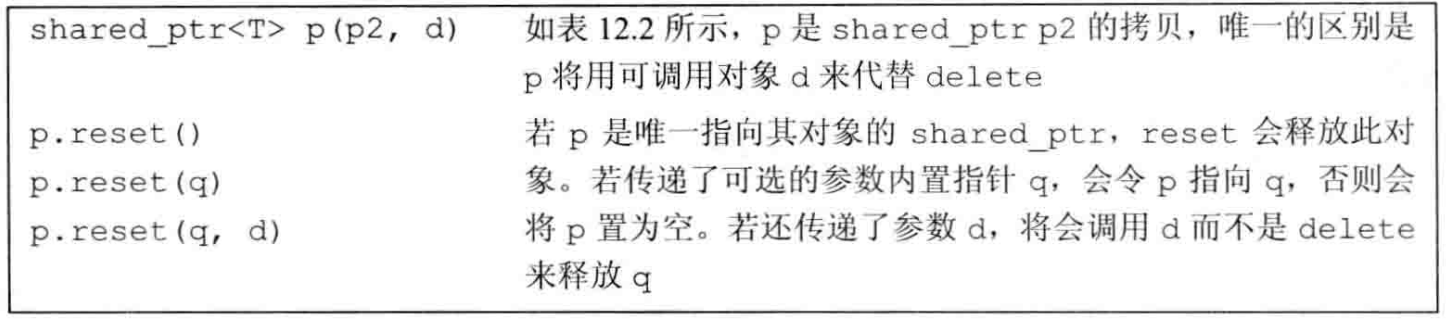 shared_ptr<T> p(p2, d) 如表 12.2 所示，p 是 shared_ptr p2 的拷贝，唯一的区别是
p 将用可调用对象 d 来代替 delete
p.reset() 若 p 是唯一指向其对象的 shared_ptr，reset 会释放此对
p.reset(q) 象。若传递了可选的参数内置指针 q，会令 p 指向 q，否则会
p.reset(q, d) 将 p 置为空。若还传递了参数 d，将会调用 d 而不是 delete
来释放 q